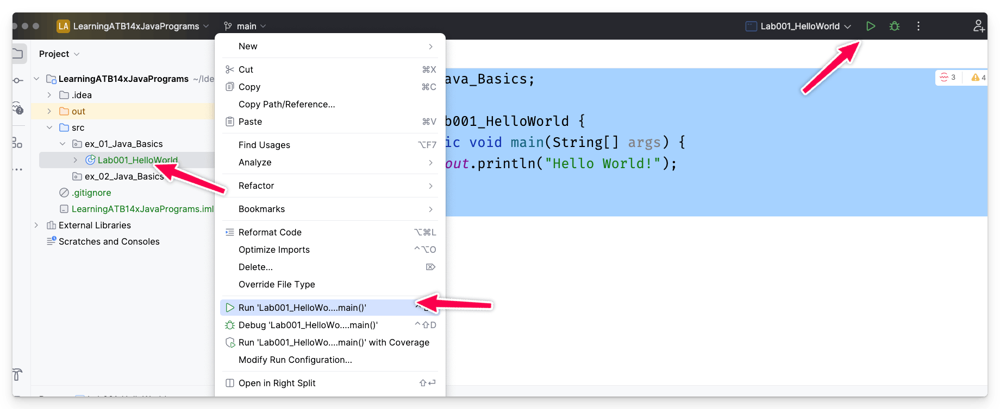 LA LearningATB14xJavaPrograms main Lab001_HelloWorld
Project
LearningATB14xJavaPrograms ~/Ide
.idea
out
src
ex_01_Java_Basics
Lab001_HelloWorld
ex_02_Java_Basics
.gitignore
LearningATB14xJavaPrograms.iml
External Libraries
Scratches and Consoles
New
Cut ⌘X
Copy ⌘C
Copy Path/Reference...
Paste ⌘V
Find Usages ⌥F7
Analyze
Refactor
Bookmarks
Reformat Code ⌥⌘L
Optimize Imports ^⌥O
Delete... ⌦
Override File Type
Run 'Lab001_HelloWo....main()'
Debug 'Lab001_HelloWo....main()' ^⇧D
Run 'Lab001_HelloWo....main()' with Coverage
Modify Run Configuration...
Open in Right Split ⇧↩
ava_Basics;
b001_HelloWorld {
ic void main(String[] args) {
out.println("Hello World!");
3 4